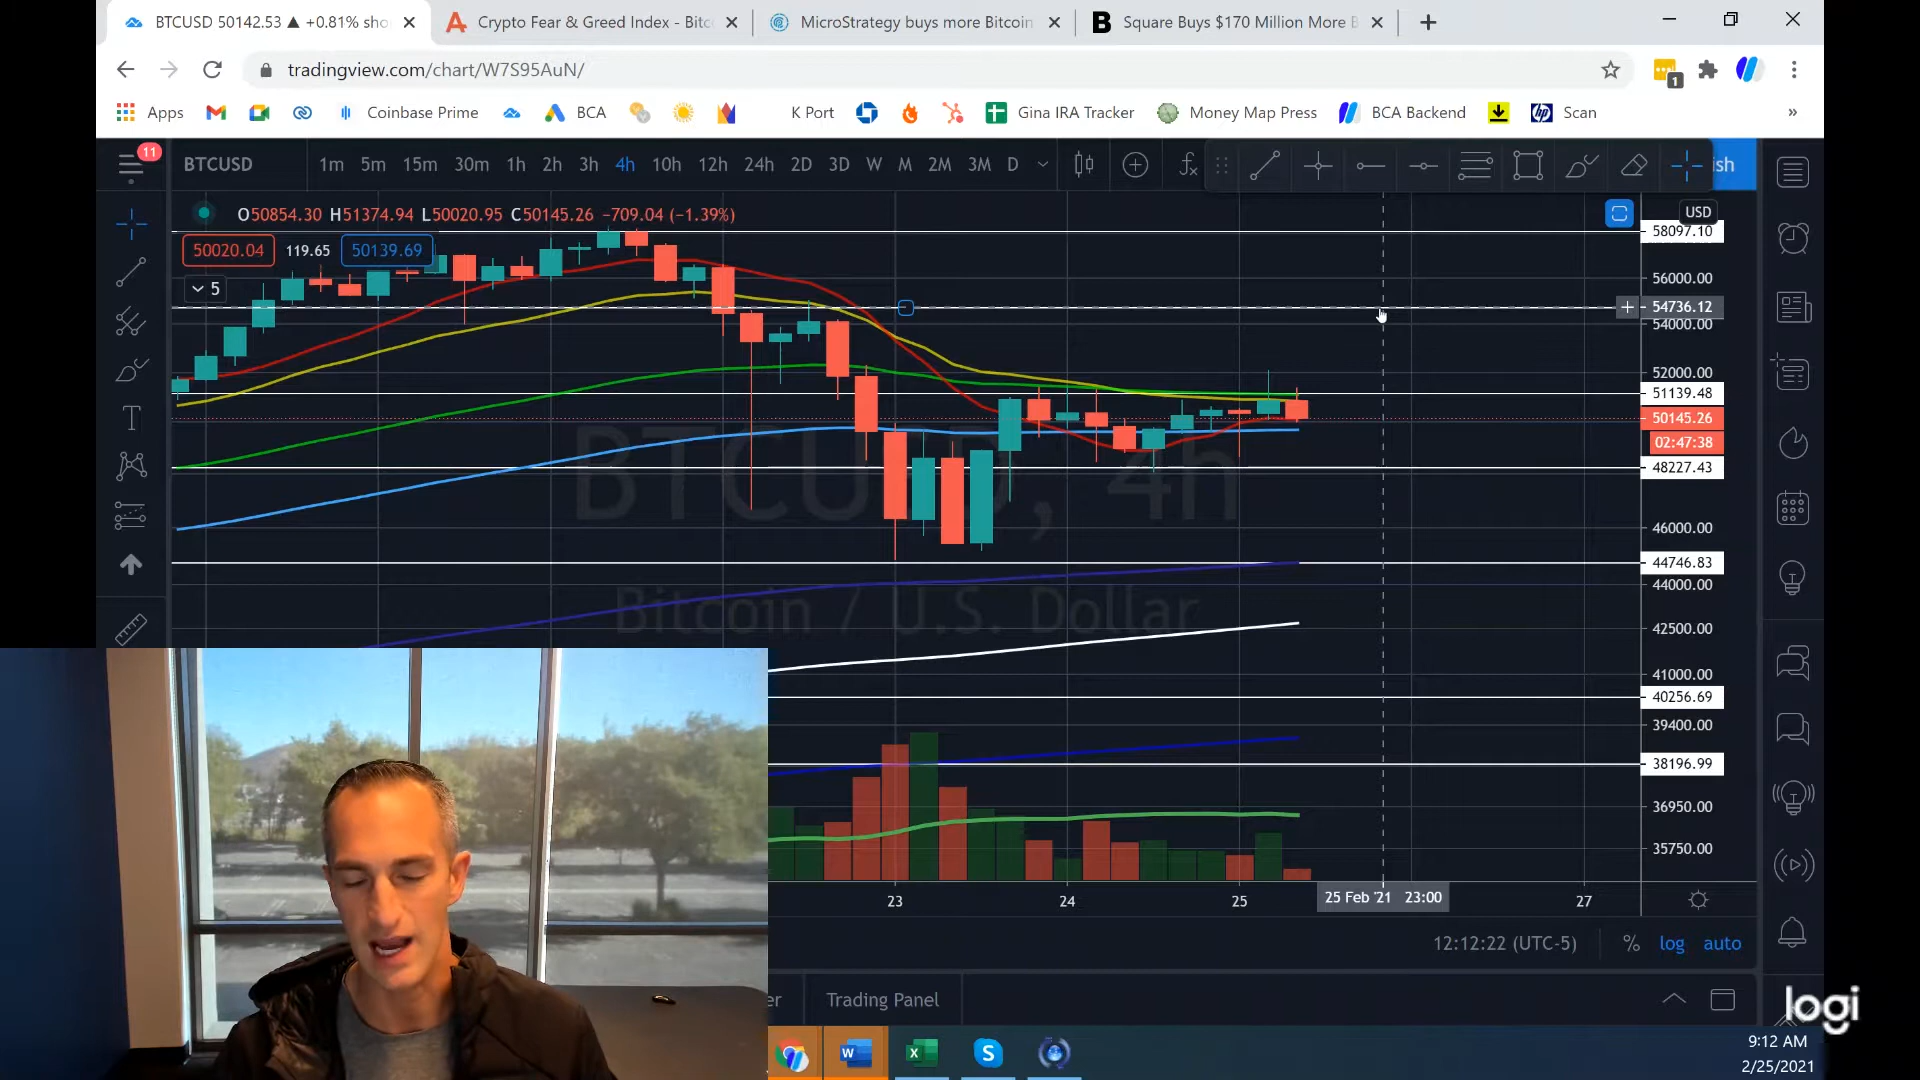 BTCUSD 50142.53 ▲ +0.81% sho
Crypto Fear & Greed Index - Bitc
MicroStrategy buys more Bitcoin
Square Buys $170 Million More B
tradingview.com/chart/W7S95AuN/
1
Apps
Coinbase Prime
BCA
K Port
Gina IRA Tracker
Money Map Press
BCA Backend
Scan
»
11
BTCUSD
1m 5m 15m 30m 1h 2h 3h 4h 10h 12h 24h 2D 3D W M 2M 3M D
sh
O50854.30 H51374.94 L50020.95 C50145.26 −709.04 (−1.39%)
USD
50020.04 119.65 50139.69
5
58097.10
56000.00
54736.12
54000.00
52000.00
51139.48
50145.26
02:47:38
48227.43
46000.00
44746.83
44000.00
42500.00
41000.00
40256.69
39400.00
38196.99
36950.00
35750.00
BTCUSD, 4h
Bitcoin / U.S. Dollar
23 24 25 25 Feb '21 23:00 27
12:12:22 (UTC-5) % log auto
er
Trading Panel
logi
9:12 AM
2/25/2021